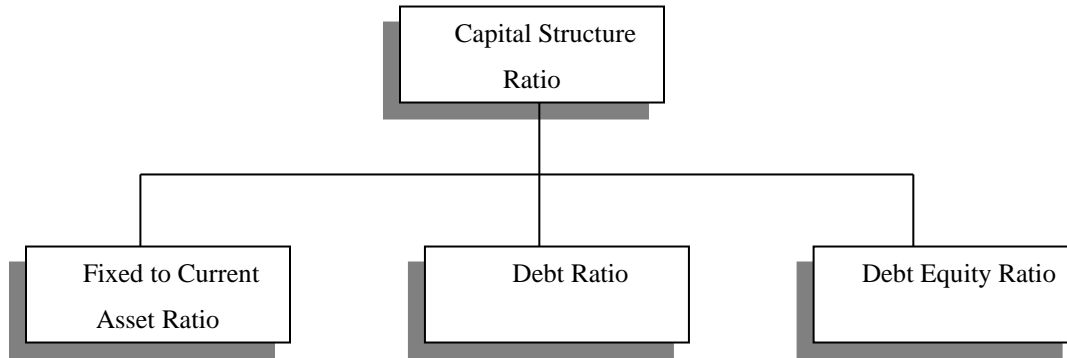 Capital Structure
Ratio
Fixed to Current
Asset Ratio
Debt Ratio
Debt Equity Ratio